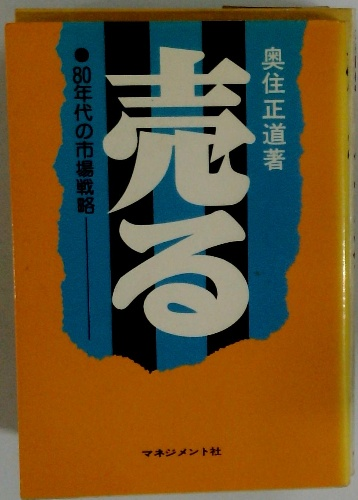 奥住正道著
売る
●80年代の市場戦略――
マネジメント社